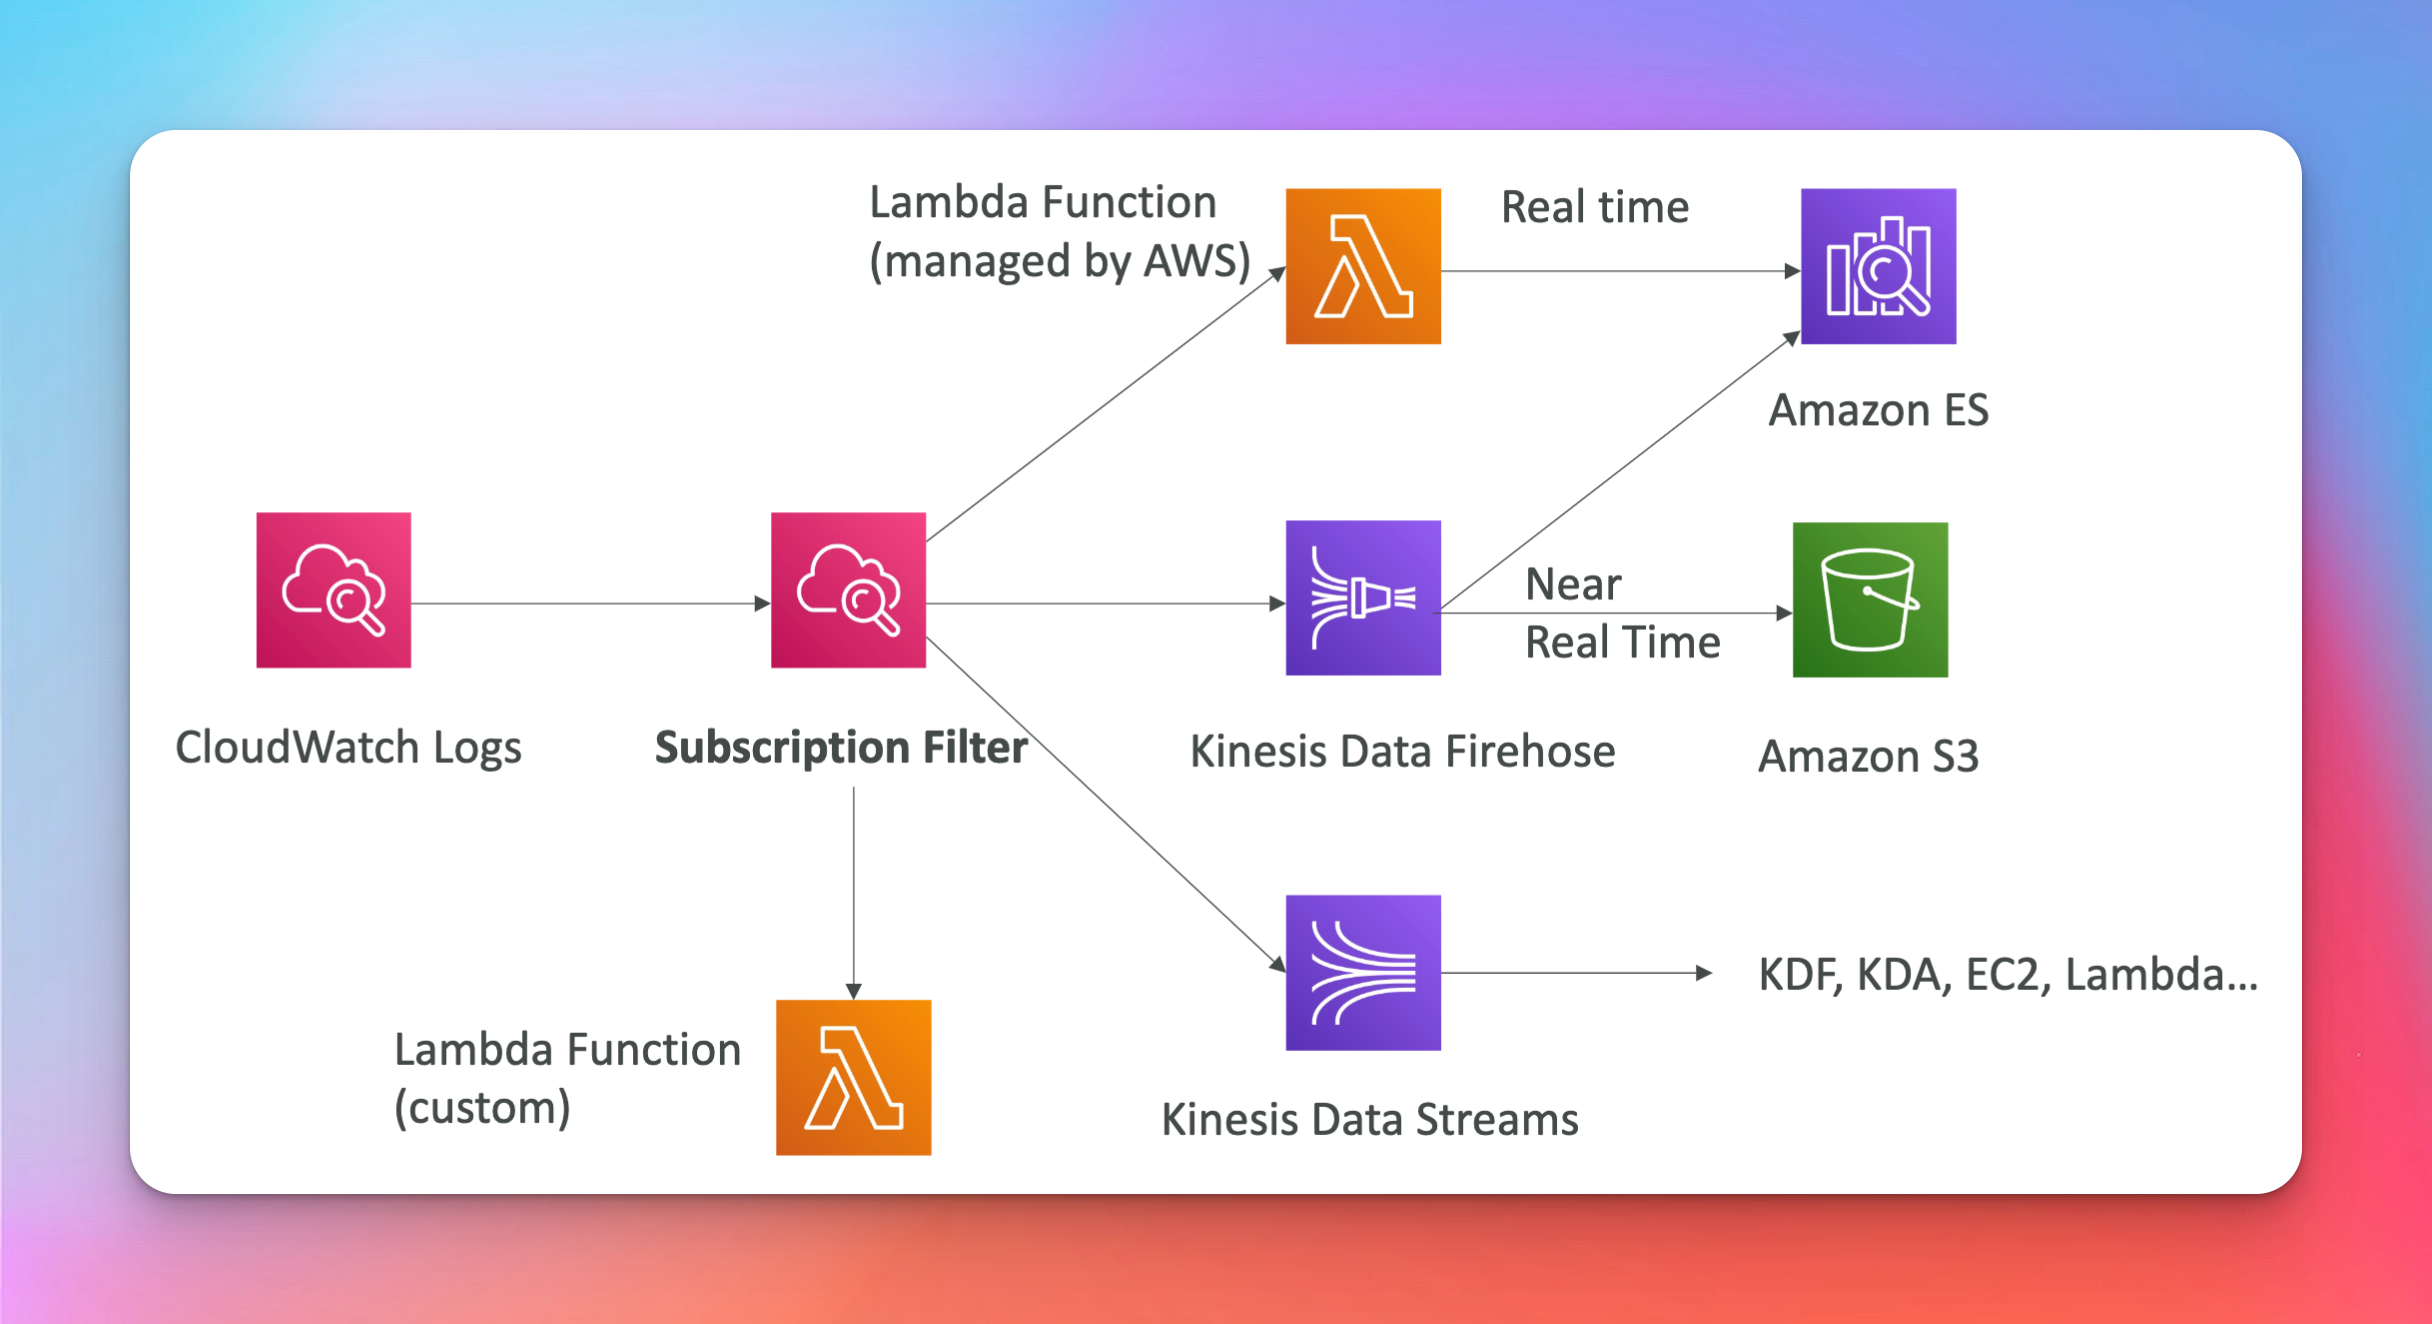 Lambda Function
(managed by AWS)
Real time
Amazon ES
CloudWatch Logs
Subscription Filter
Near
Real Time
Kinesis Data Firehose
Amazon S3
Lambda Function
(custom)
Kinesis Data Streams
KDF, KDA, EC2, Lambda...